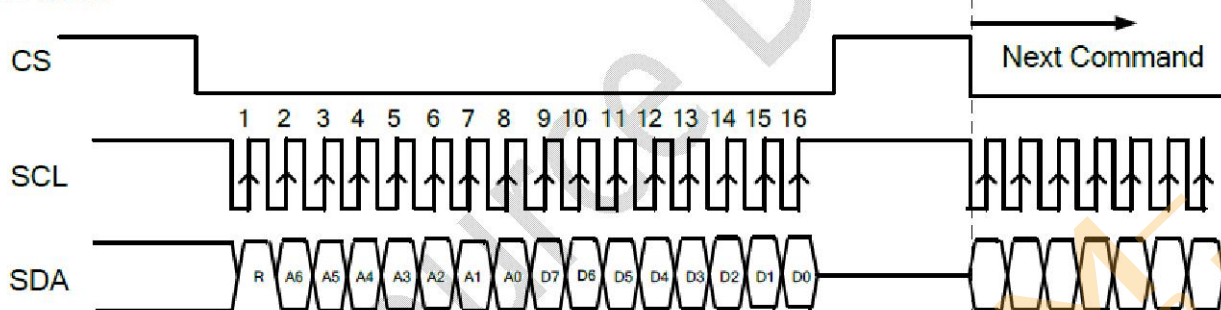 CS
Next Command
1 2 3 4 5 6 7 8 9 10 11 12 13 14 15 16
SCL
SDA
R A6 A5 A4 A3 A2 A1 A0 D7 D6 D5 D4 D3 D2 D1 D0